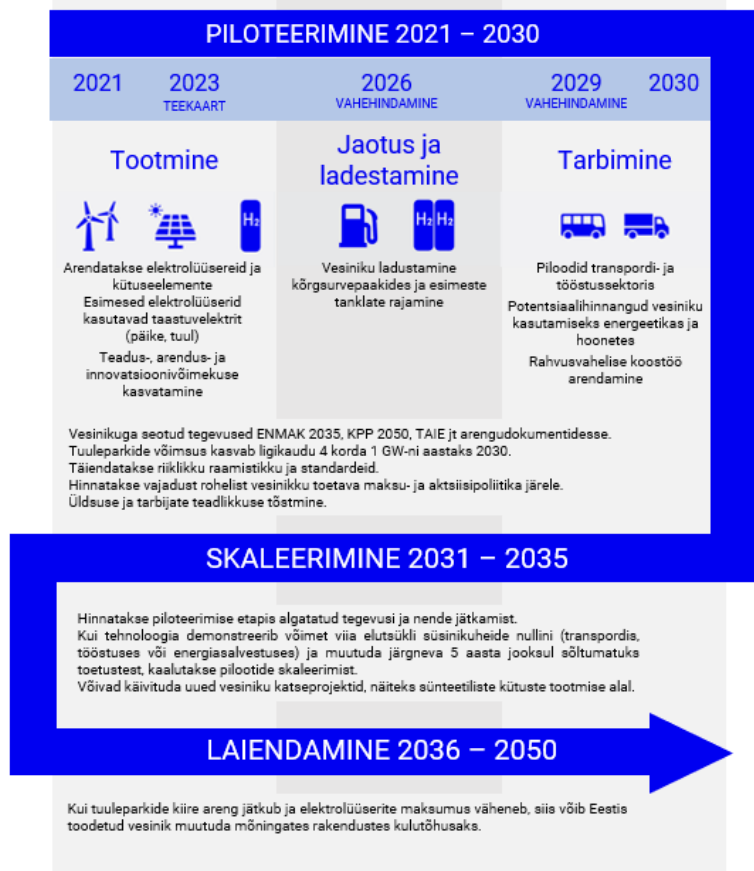 PILOTEERIMINE 2021 – 2030
2021
2023
TEEKAART
2026
VAHEHINDAMINE
2029
VAHEHINDAMINE
2030
Tootmine
H₂
Arendatakse elektrolüüsereid ja
kütuseelemente
Esimesed elektrolüüserid
kasutavad taastuvelektrit
(päike, tuul)
Teadus-, arendus- ja
innovatsioonivõimekuse
kasvatamine
Jaotus ja
ladestamine
H₂ H₂
Vesiniku ladustamine
kõrgsurvepaakides ja esimeste
tanklate rajamine
Tarbimine
Piloodid transpordi- ja
tööstussektoris
Potentsiaalihinnangud vesiniku
kasutamiseks energeetikas ja
hoonetes
Rahvusvahelise koostöö
arendamine
Vesinikuga seotud tegevused ENMAK 2035, KPP 2050, TAIE jt arengudokumentidesse.
Tuuleparkide võimsus kasvab ligikaudu 4 korda 1 GW-ni aastaks 2030.
Täiendatakse riiklikku raamistikku ja standardeid.
Hinnatakse vajadust rohelist vesinikku toetava maksu- ja aktsiisipoliitika järele.
Üldsuse ja tarbijate teadlikkuse tõstmine.
SKALEERIMINE 2031 – 2035
Hinnatakse piloteerimise etapis algatatud tegevusi ja nende jätkamist.
Kui tehnoloogia demonstreerib võimet viia elutsükli süsinikuheide nullini (transpordis,
tööstuses või energiasalvestuses) ja muutuda järgneva 5 aasta jooksul sõltumatuks
toetustest, kaalutakse pilootide skaleerimist.
Võivad käivituda uued vesiniku katseprojektid, näiteks sünteetiliste kütuste tootmise alal.
LAIENDAMINE 2036 – 2050
Kui tuuleparkide kiire areng jätkub ja elektrolüüserite maksumus väheneb, siis võib Eestis
toodetud vesinik muutuda mõningates rakendustes kulutõhusaks.